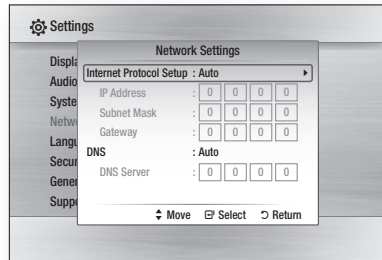 Settings
Network Settings
Displa
Internet Protocol Setup : Auto
Audio
IP Address : 0 0 0 0
Syste
Subnet Mask : 0 0 0 0
Netwo
Gateway : 0 0 0 0
Langu
DNS : Auto
Secur
DNS Server : 0 0 0 0
Gener
Suppo
Move Select Return